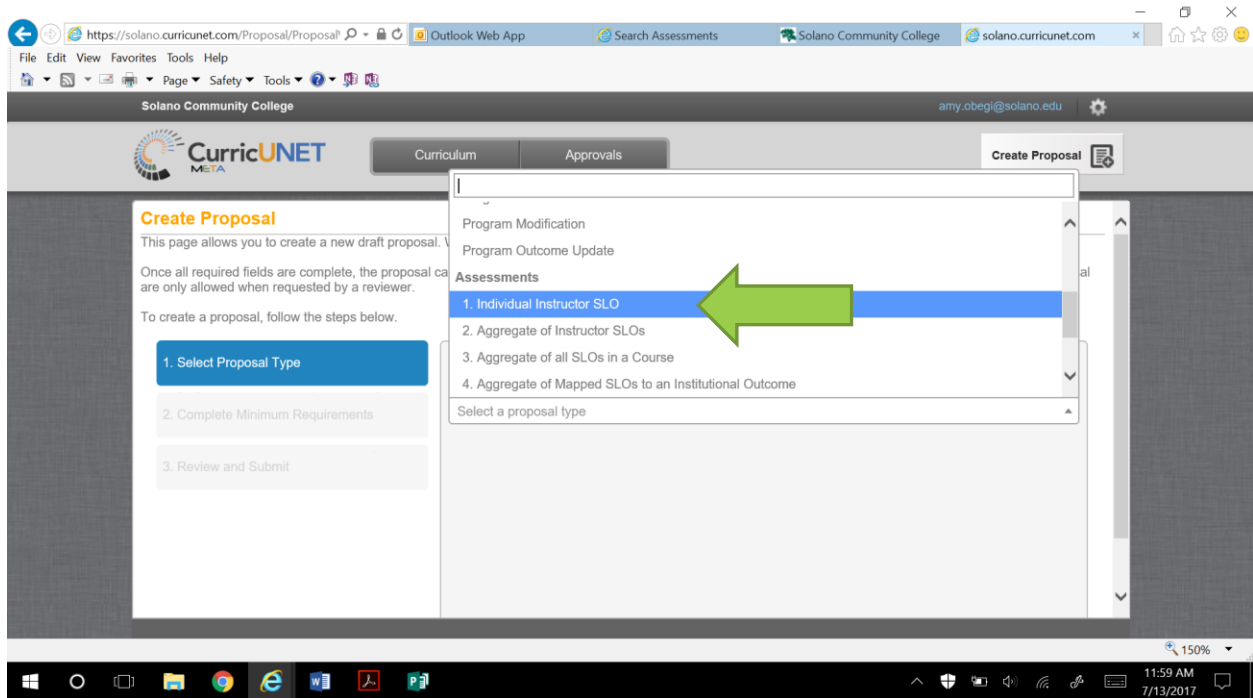 https://solano.curricunet.com/Proposal/Proposal
Outlook Web App
Search Assessments
Solano Community College
solano.curricunet.com
File Edit View Favorites Tools Help
Page Safety Tools
Solano Community College
amy.obegi@solano.edu
CurricUNET
META
Curriculum
Approvals
Create Proposal
Create Proposal
This page allows you to create a new draft proposal.
Once all required fields are complete, the proposal ca
al
are only allowed when requested by a reviewer.
To create a proposal, follow the steps below.
1. Select Proposal Type
2. Complete Minimum Requirements
3. Review and Submit
Program Modification
Program Outcome Update
Assessments
1. Individual Instructor SLO
2. Aggregate of Instructor SLOs
3. Aggregate of all SLOs in a Course
4. Aggregate of Mapped SLOs to an Institutional Outcome
Select a proposal type
150%
11:59 AM
7/13/2017